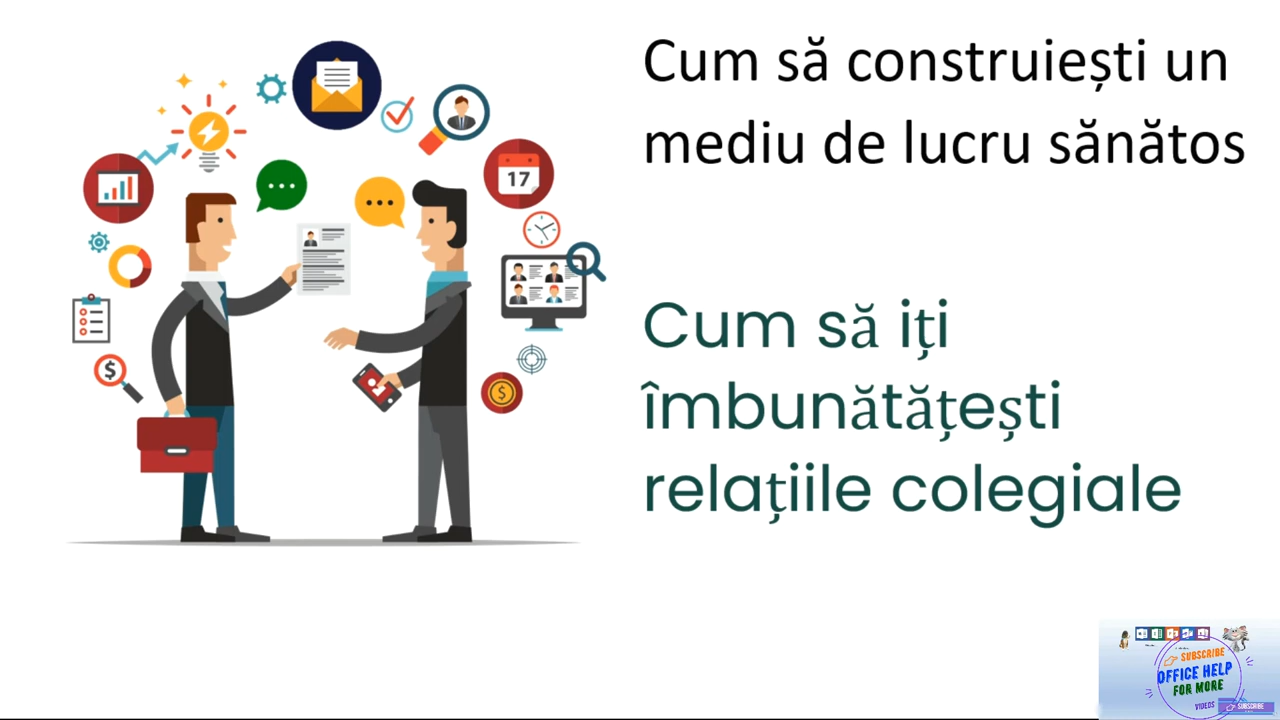 Cum să construiești un
mediu de lucru sănătos
Cum să iți
îmbunătățești
relațiile colegiale
17
SUBSCRIBE
OFFICE HELP
FOR MORE
VIDEOS
SUBSCRIBE